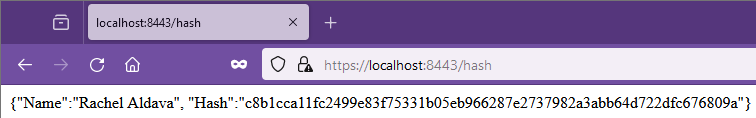 localhost:8443/hash
https://localhost:8443/hash
{"Name":"Rachel Aldava", "Hash":"c8b1cca11fc2499e83f75331b05eb966287e2737982a3abb64d722dfc676809a"}